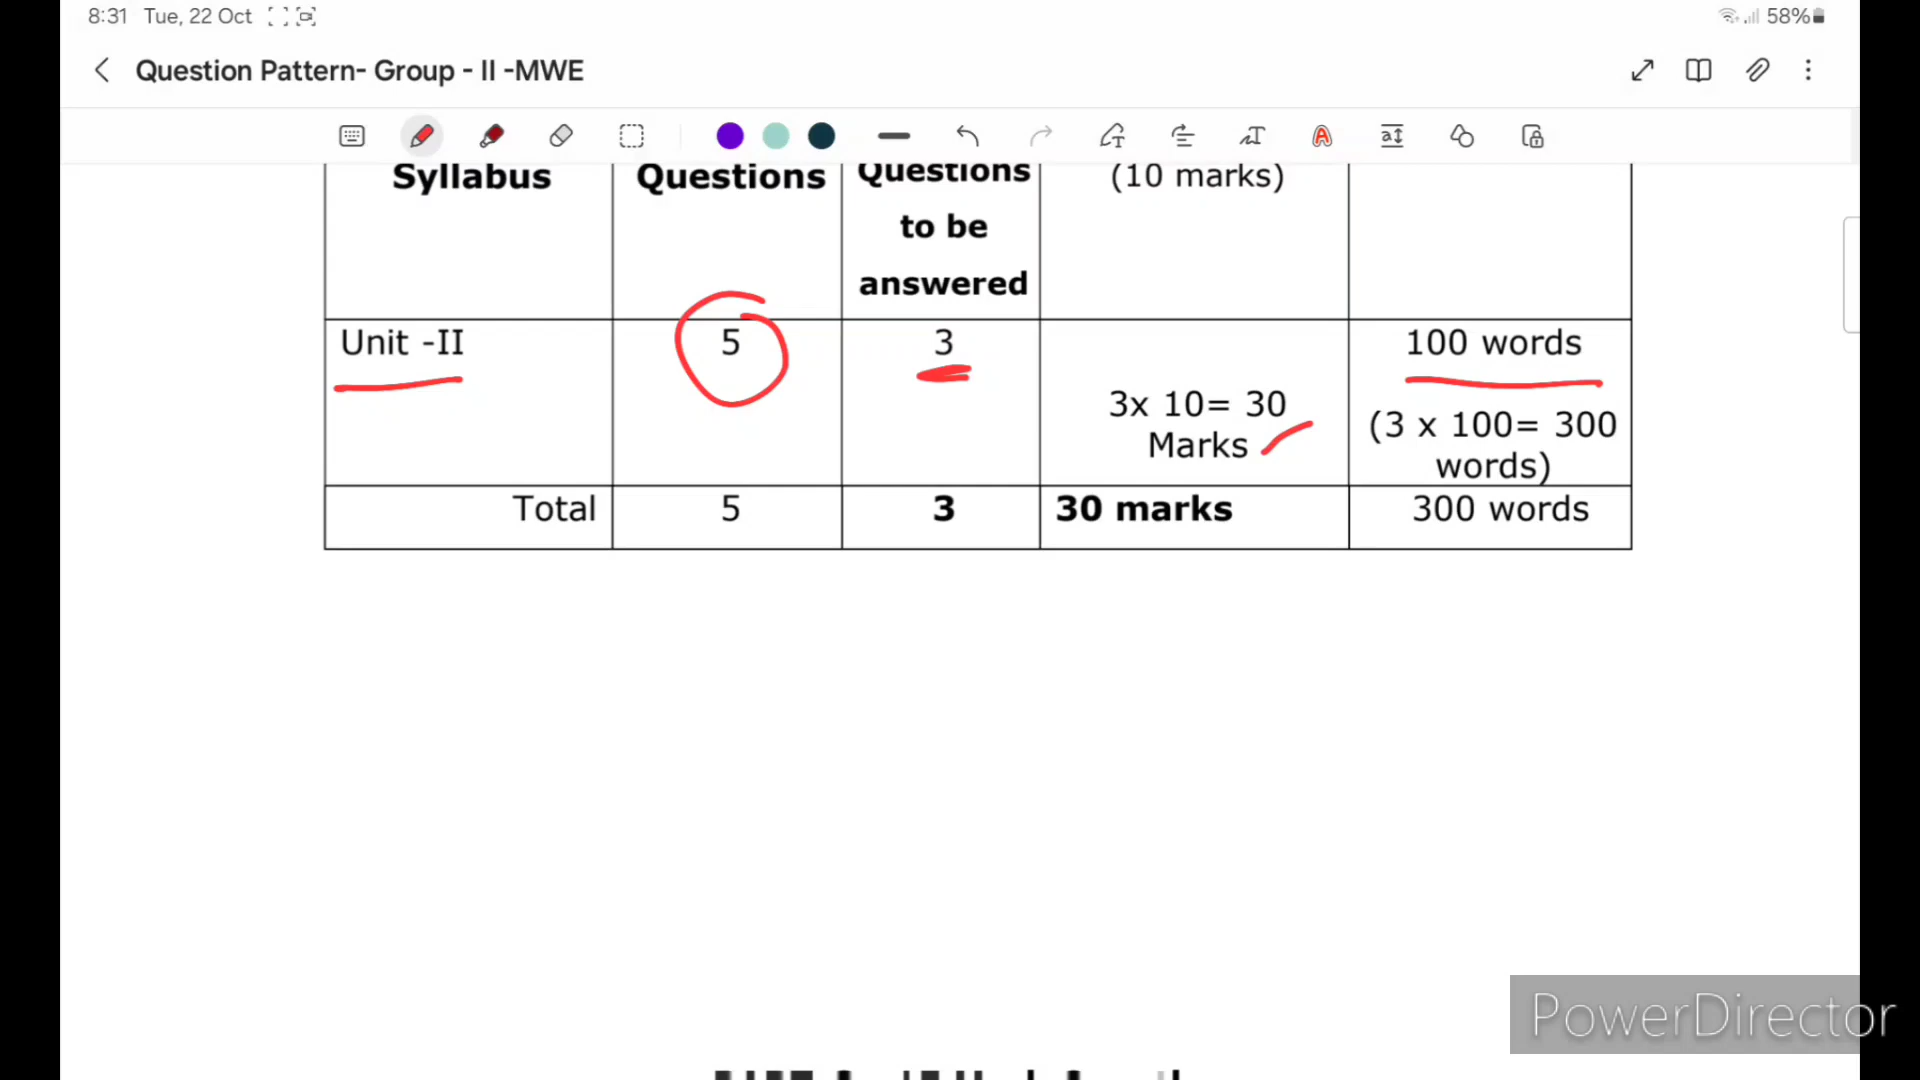 8:31 Tue, 22 Oct
58%
Question Pattern- Group - II -MWE
Syllabus
Questions
Questions
to be
answered
(10 marks)
Unit -II
5
3
3x 10= 30
Marks
100 words
(3 x 100= 300
words)
Total
5
3
30 marks
300 words
PowerDirector